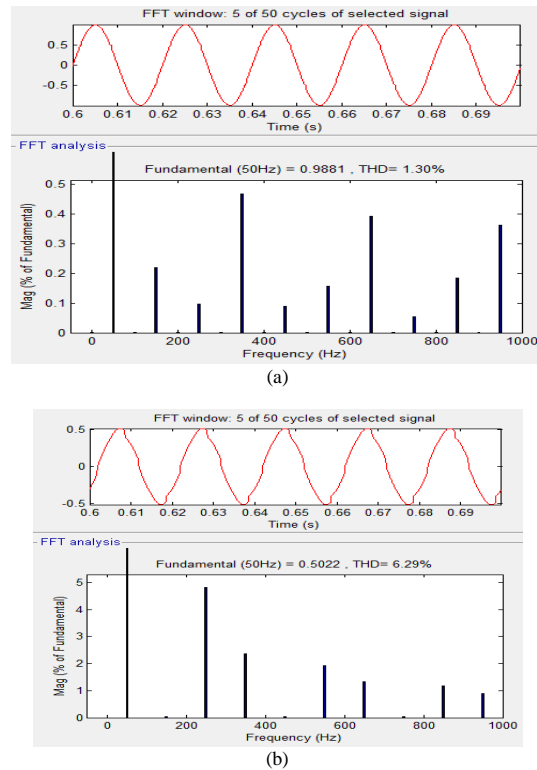 FFT window: 5 of 50 cycles of selected signal
0.5
0
-0.5
0.6 0.61 0.62 0.63 0.64 0.65 0.66 0.67 0.68 0.69
Time (s)
FFT analysis
Fundamental (50Hz) = 0.9881 , THD= 1.30%
Mag (% of Fundamental)
0.5
0.4
0.3
0.2
0.1
0
0 200 400 600 800 1000
Frequency (Hz)
(a)
FFT window: 5 of 50 cycles of selected signal
0.5
0
-0.5
0.6 0.61 0.62 0.63 0.64 0.65 0.66 0.67 0.68 0.69
Time (s)
FFT analysis
Fundamental (50Hz) = 0.5022 , THD= 6.29%
Mag (% of Fundamental)
5
4
3
2
1
0
0 200 400 600 800 1000
Frequency (Hz)
(b)